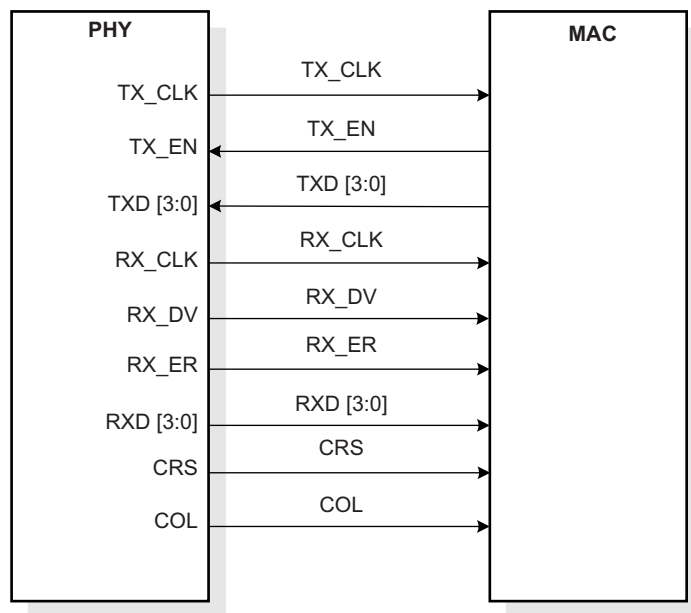 PHY
MAC
TX_CLK
TX_CLK
TX_EN
TX_EN
TXD [3:0]
TXD [3:0]
RX_CLK
RX_CLK
RX_DV
RX_DV
RX_ER
RX_ER
RXD [3:0]
RXD [3:0]
CRS
CRS
COL
COL